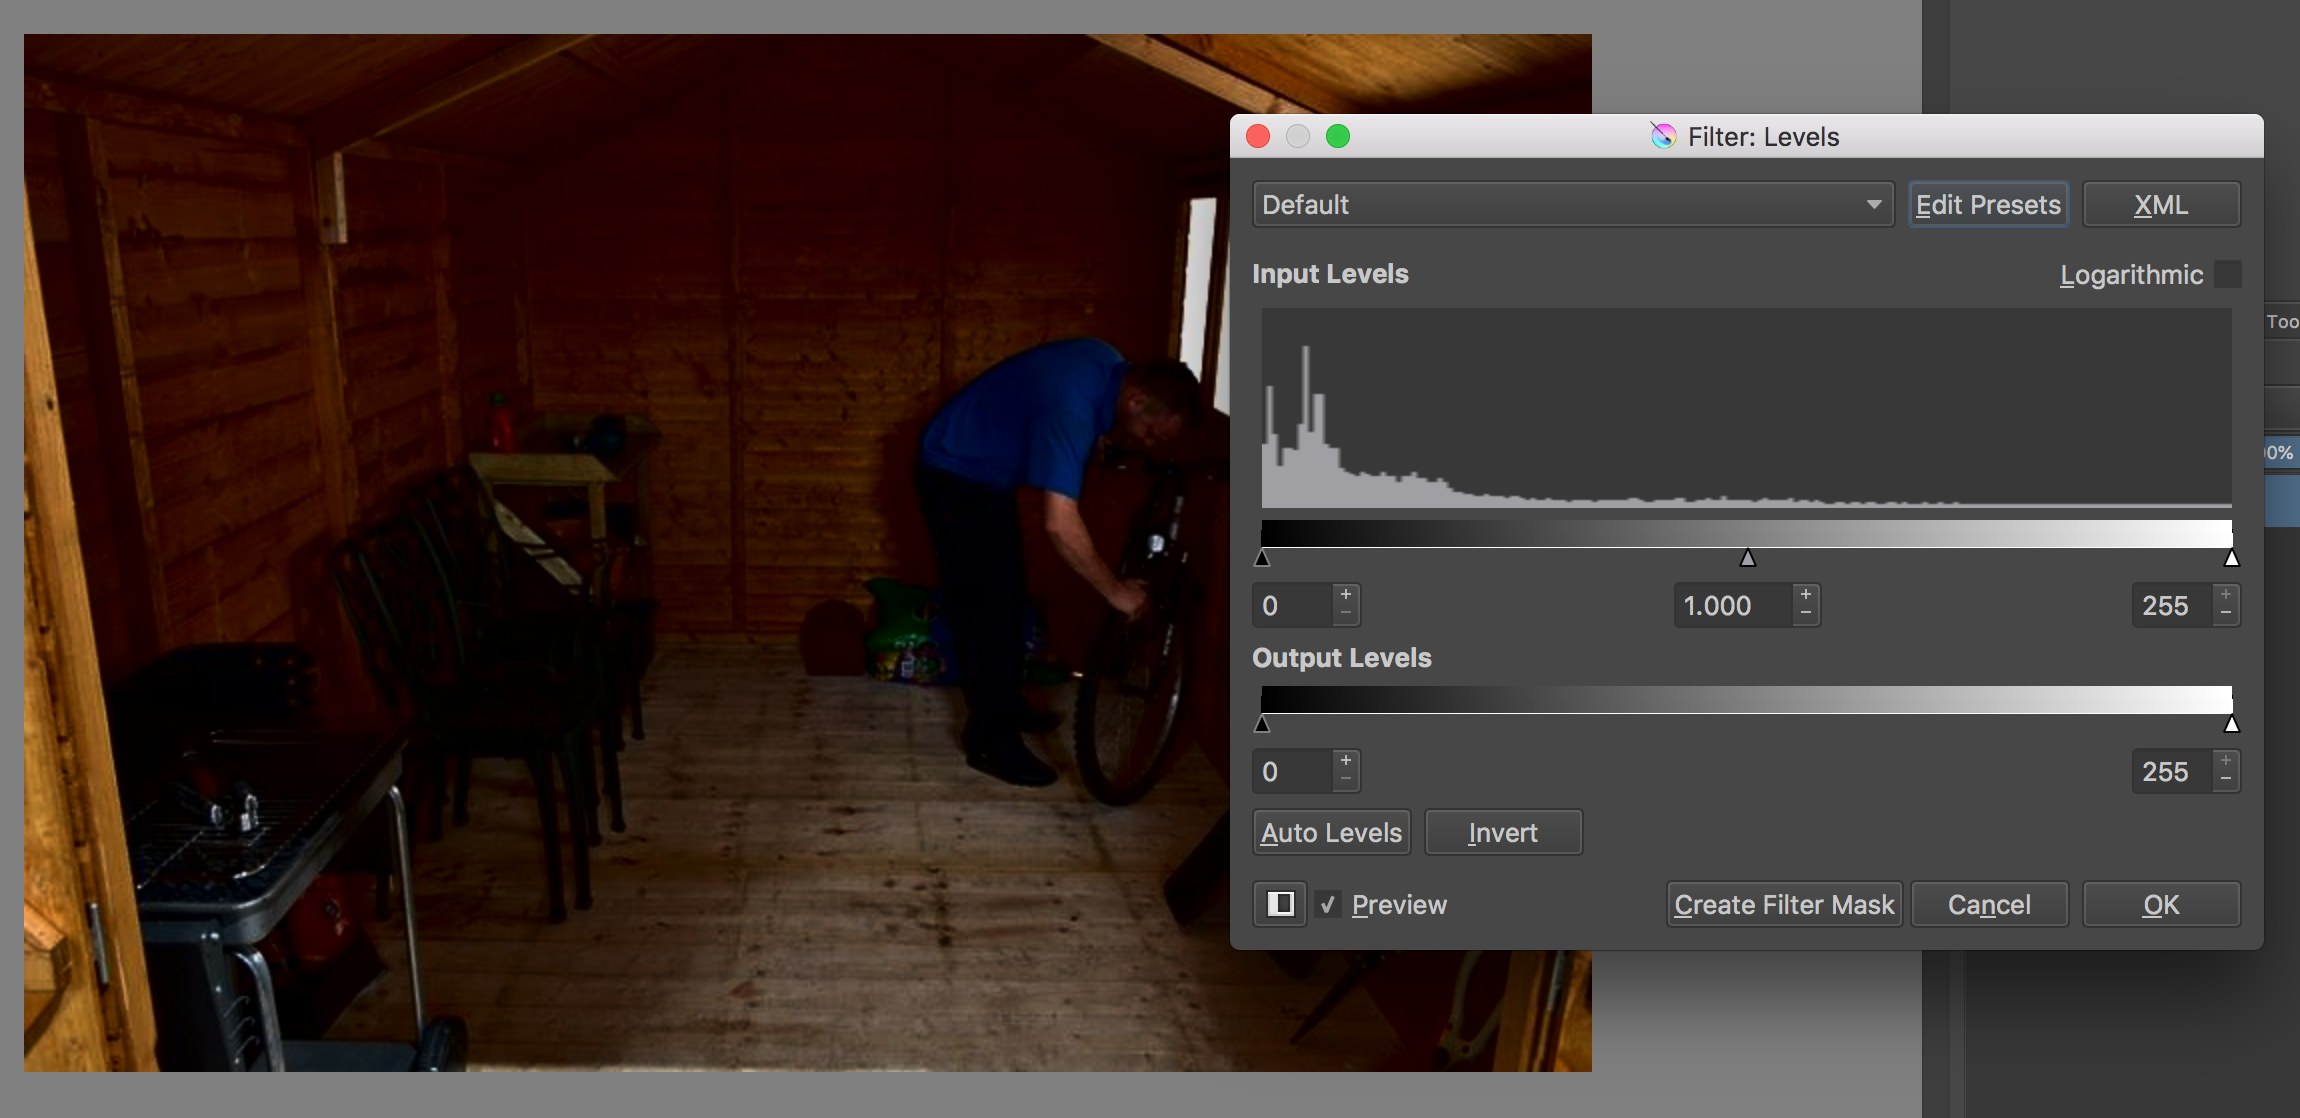 Filter: Levels
Default
Edit Presets
XML
Input Levels
Logarithmic
Too
0
1.000
255
00%
Output Levels
0
255
Auto Levels
Invert
Preview
Create Filter Mask
Cancel
OK